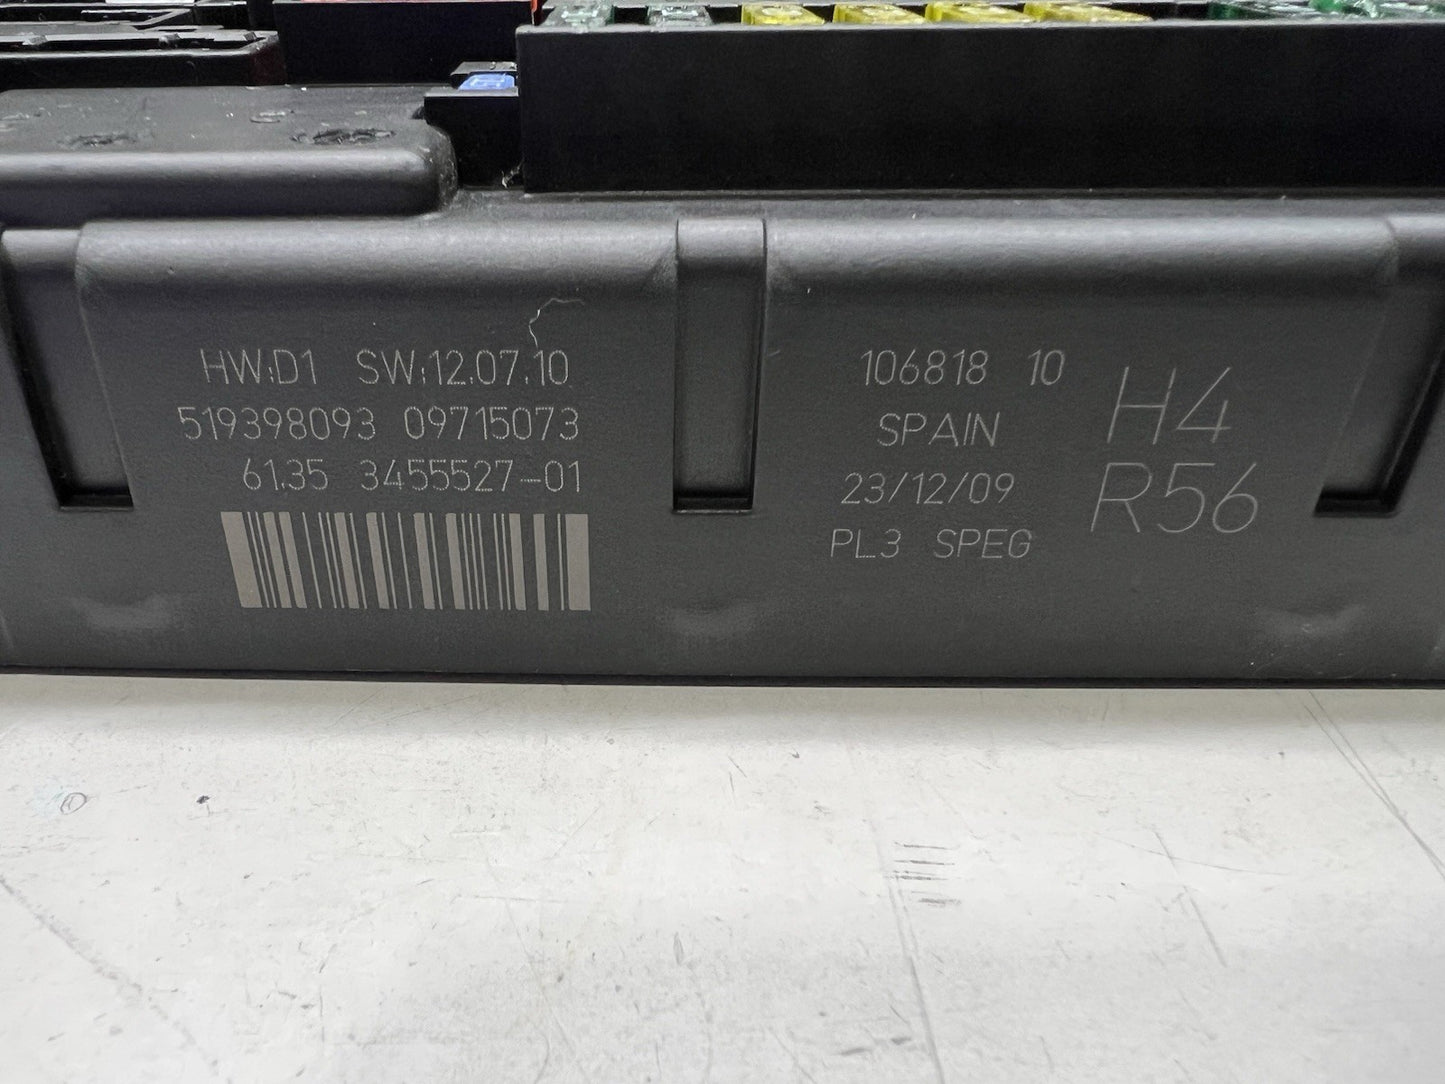 HW:D1 SW:12.07.10
519398093 09715073
61.35 3455527-01
106818 10
SPAIN
23/12/09
PL3 SPEG
H4
R56